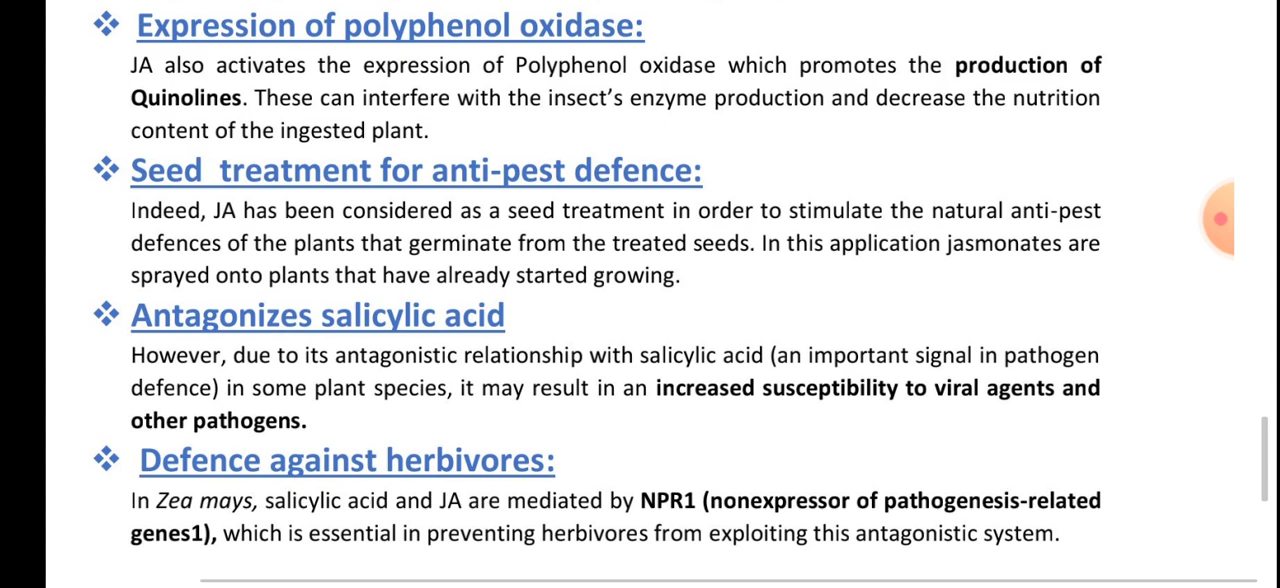 ❖ Expression of polyphenol oxidase:
JA also activates the expression of Polyphenol oxidase which promotes the production of
Quinolines. These can interfere with the insect's enzyme production and decrease the nutrition
content of the ingested plant.
❖ Seed  treatment for anti-pest defence:
Indeed, JA has been considered as a seed treatment in order to stimulate the natural anti-pest
defences of the plants that germinate from the treated seeds. In this application jasmonates are
sprayed onto plants that have already started growing.
❖ Antagonizes salicylic acid
However, due to its antagonistic relationship with salicylic acid (an important signal in pathogen
defence) in some plant species, it may result in an increased susceptibility to viral agents and
other pathogens.
❖ Defence against herbivores:
In Zea mays, salicylic acid and JA are mediated by NPR1 (nonexpressor of pathogenesis-related
genes1), which is essential in preventing herbivores from exploiting this antagonistic system.